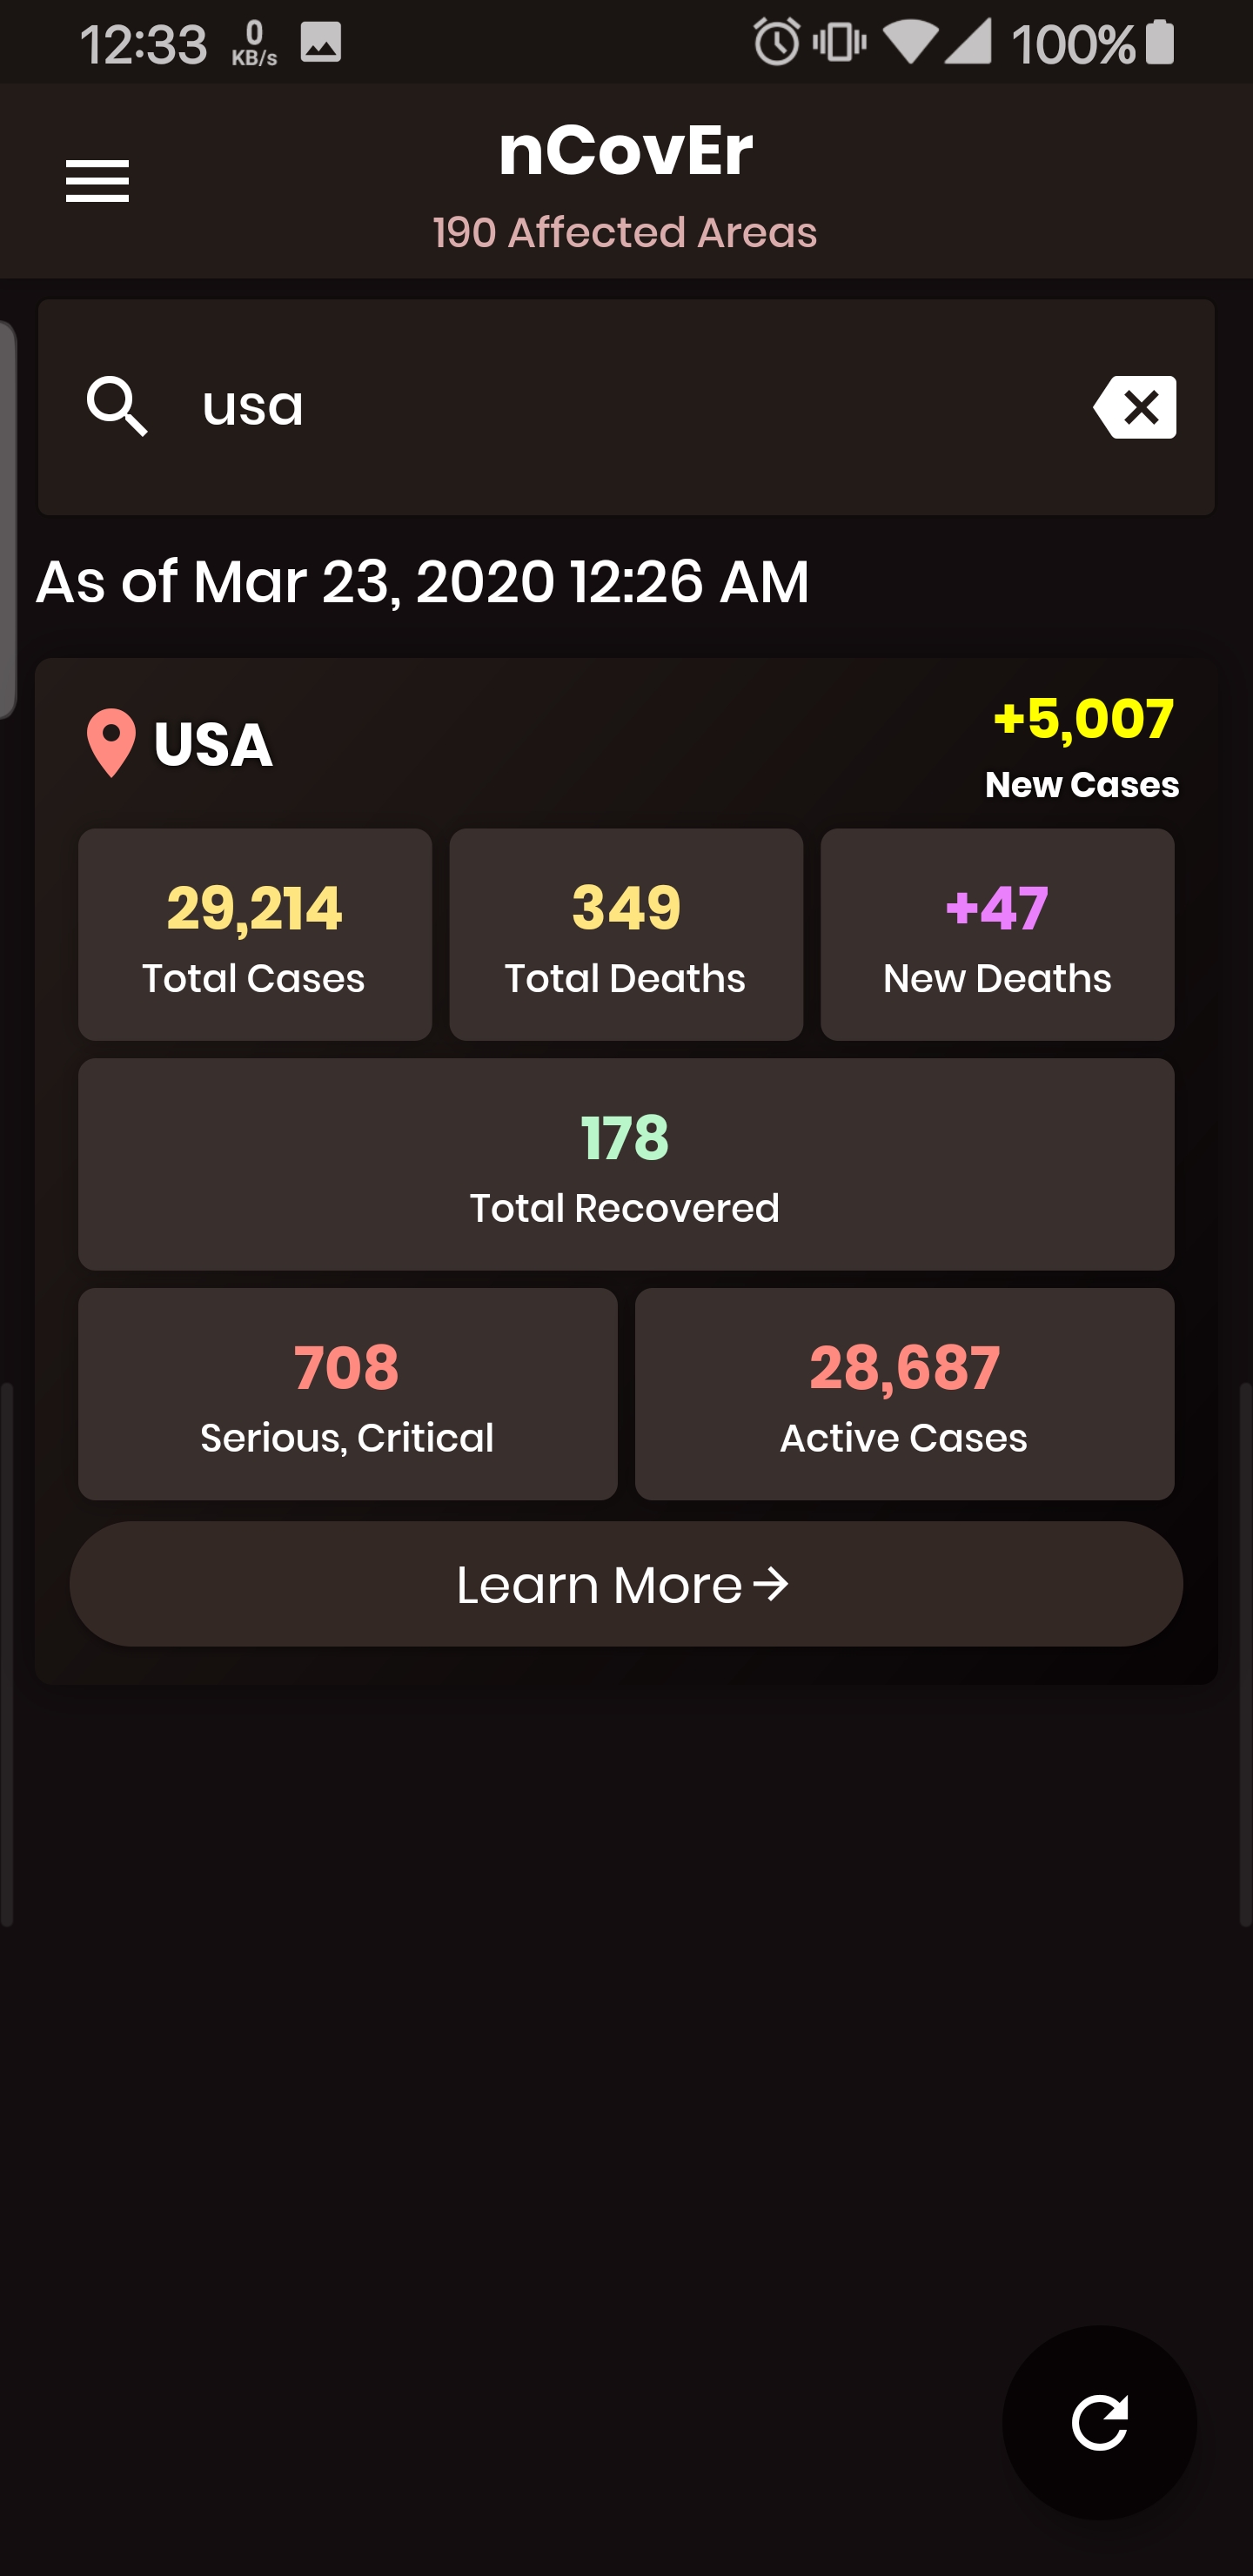 12:33 0 KB/s 100%
nCovEr
190 Affected Areas
usa
As of Mar 23, 2020 12:26 AM
USA
+5,007
New Cases
29,214
Total Cases
349
Total Deaths
+47
New Deaths
178
Total Recovered
708
Serious, Critical
28,687
Active Cases
Learn More